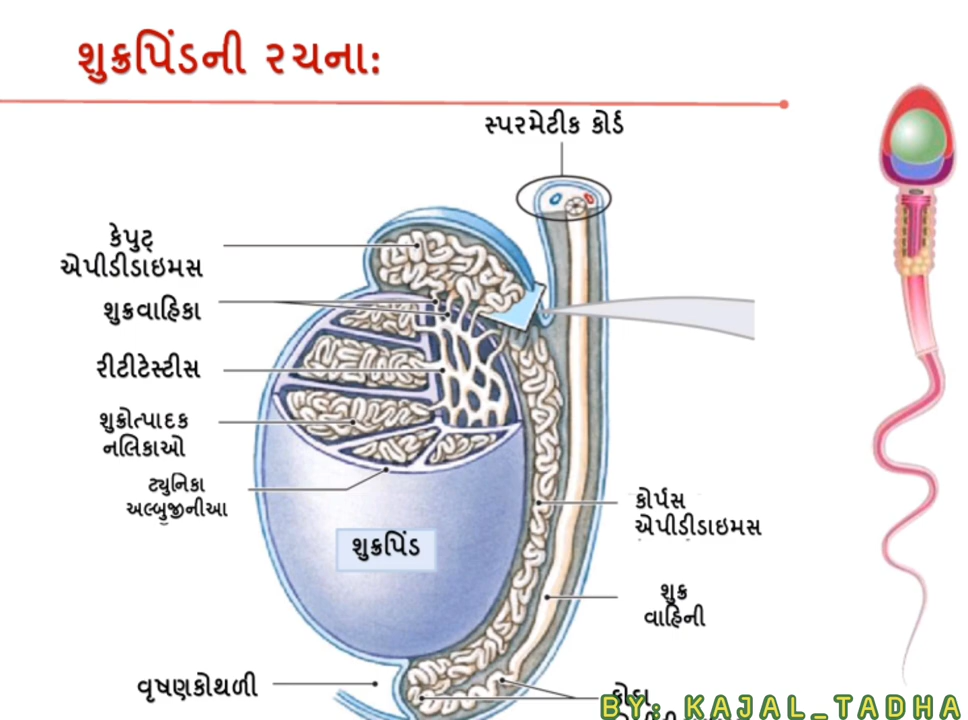 શુક્રપિંડની રચના:
સ્પરમેટીક કોર્ડ
કેપુટ્
એપીડીડાઇમસ
શુક્રવાહિકા
રીટીટેસ્ટીસ
શુક્રોત્પાદક
નલિકાઓ
ટ્યુનિકા
અલ્બુજીનીઆ
શુક્રપિંડ
કોર્પસ
એપીડીડાઇમસ
શુક્ર
વાહિની
વૃષણકોથળી
BY: KAJAL_TADHA